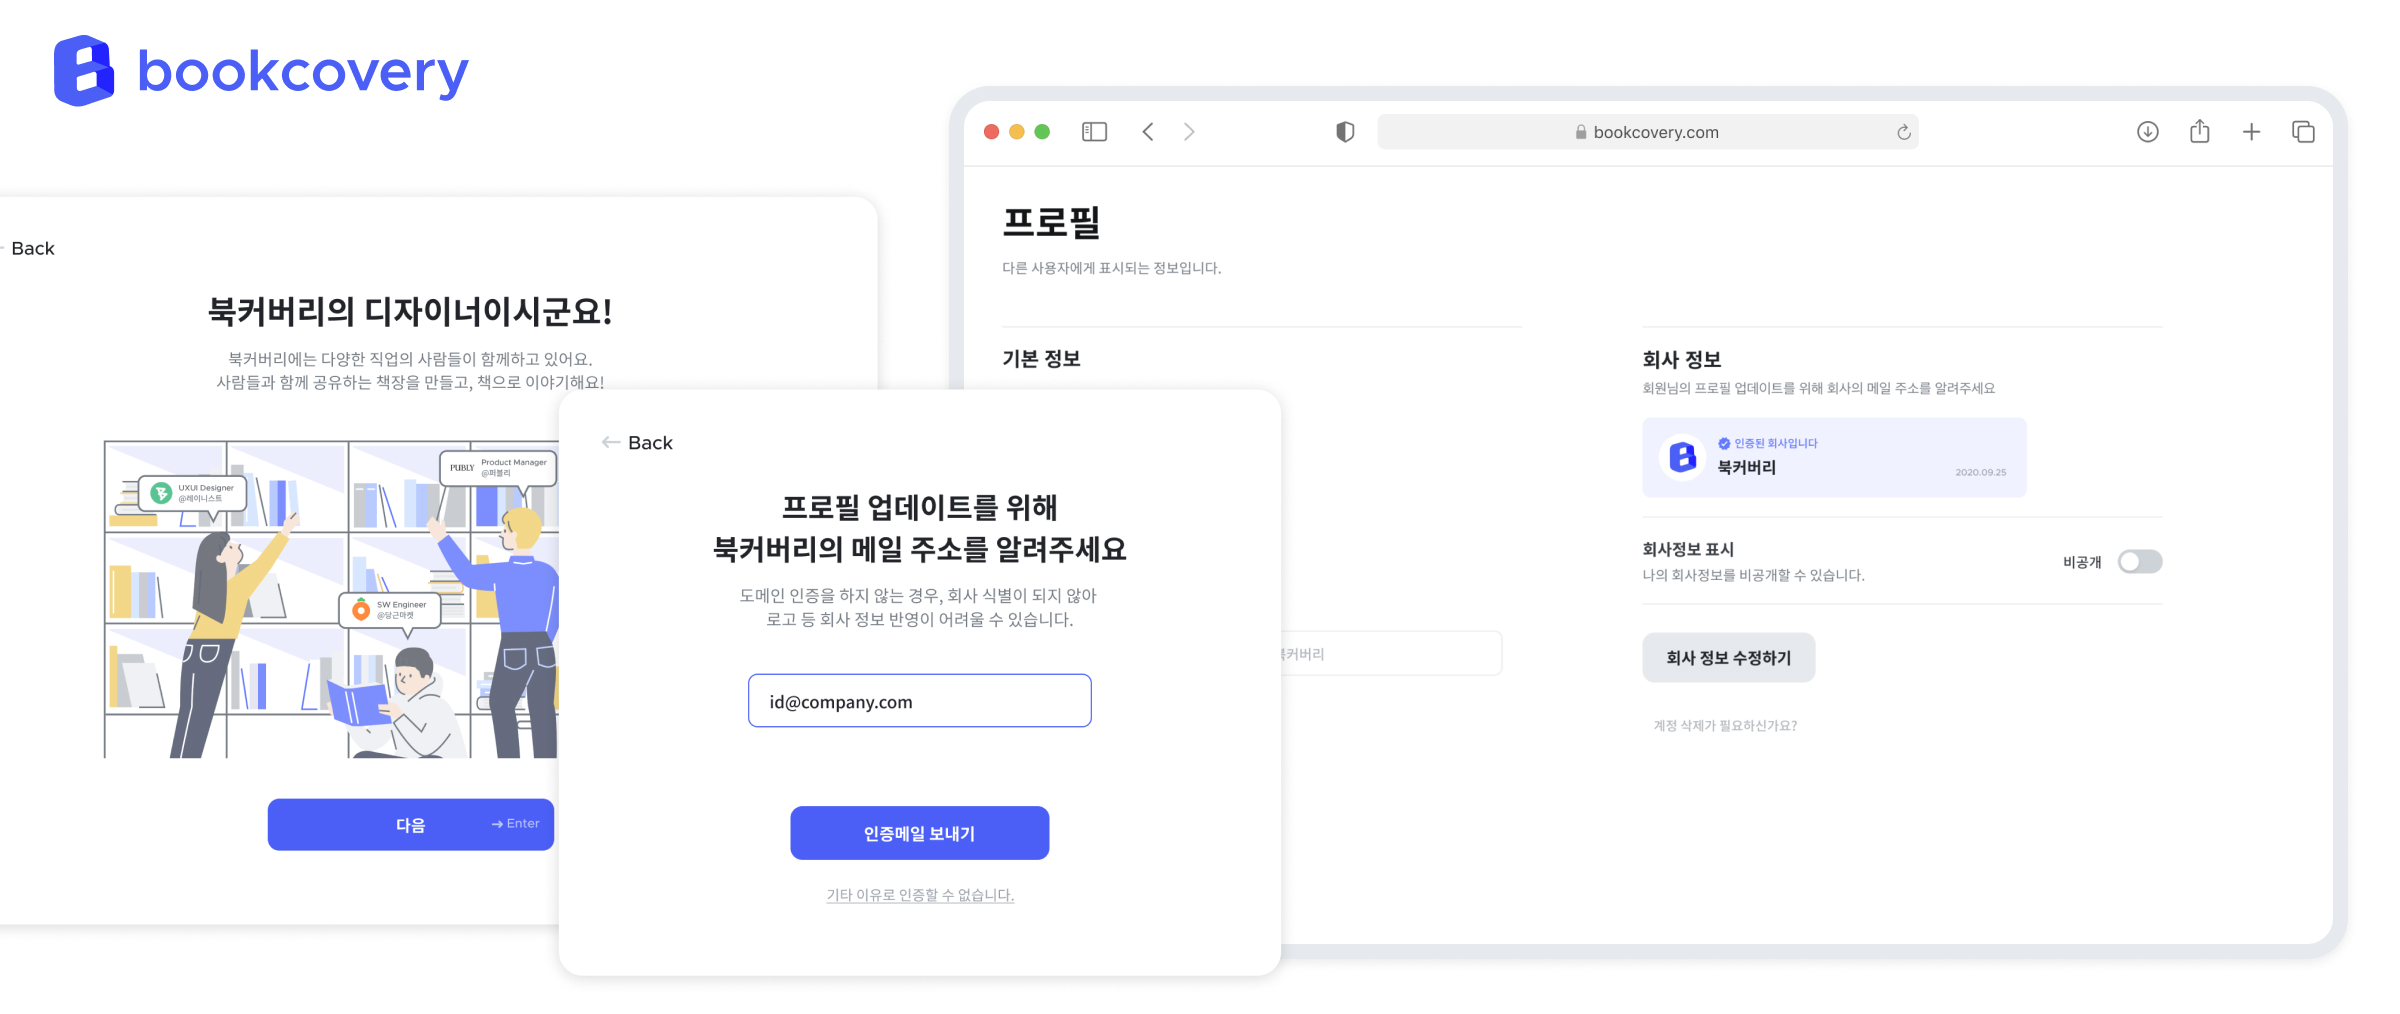 bookcovery
Back
북커버리의 디자이너이시군요!
북커버리에는 다양한 직업의 사람들이 함께하고 있어요.
사람들과 함께 공유하는 책장을 만들고, 책으로 이야기해요!
UXUI Designer
@레이니스트
PUBLY
Product Manager
@퍼블리
SW Engineer
@당근마켓
다음
Enter
Back
프로필 업데이트를 위해
북커버리의 메일 주소를 알려주세요
도메인 인증을 하지 않는 경우, 회사 식별이 되지 않아
로고 등 회사 정보 반영이 어려울 수 있습니다.
id@company.com
인증메일 보내기
기타 이유로 인증할 수 없습니다.
bookcovery.com
프로필
다른 사용자에게 표시되는 정보입니다.
기본 정보
커버리
회사 정보
회원님의 프로필 업데이트를 위해 회사의 메일 주소를 알려주세요
인증된 회사입니다
북커버리
2020.09.25
회사정보 표시
나의 회사정보를 비공개할 수 있습니다.
비공개
회사 정보 수정하기
계정 삭제가 필요하신가요?